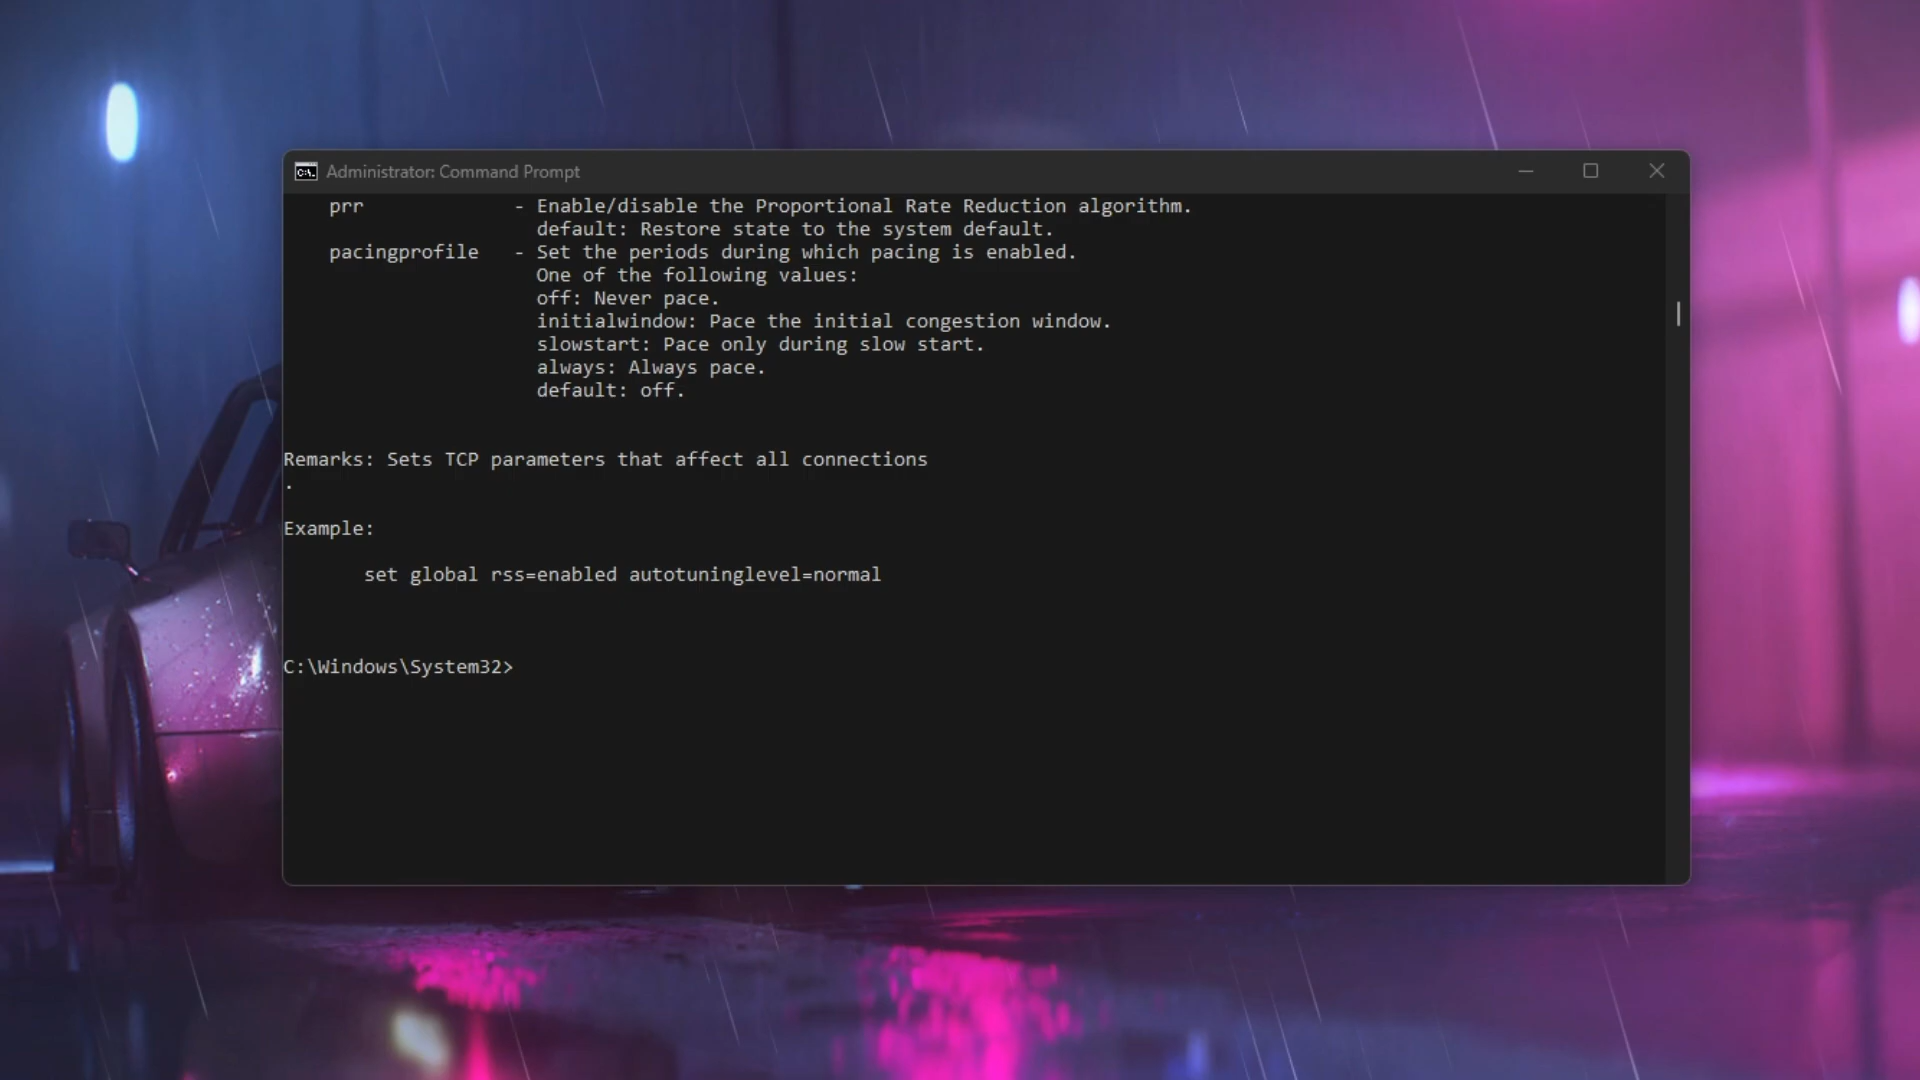 Administrator: Command Prompt
prr - Enable/disable the Proportional Rate Reduction algorithm.
default: Restore state to the system default.
pacingprofile - Set the periods during which pacing is enabled.
One of the following values:
off: Never pace.
initialwindow: Pace the initial congestion window.
slowstart: Pace only during slow start.
always: Always pace.
default: off.
Remarks: Sets TCP parameters that affect all connections
.
Example:
set global rss=enabled autotuninglevel=normal
C:\Windows\System32>